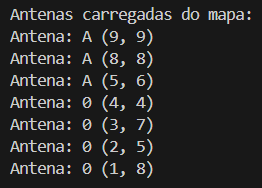 Antenas carregadas do mapa:
Antena: A (9, 9)
Antena: A (8, 8)
Antena: A (5, 6)
Antena: 0 (4, 4)
Antena: 0 (3, 7)
Antena: 0 (2, 5)
Antena: 0 (1, 8)